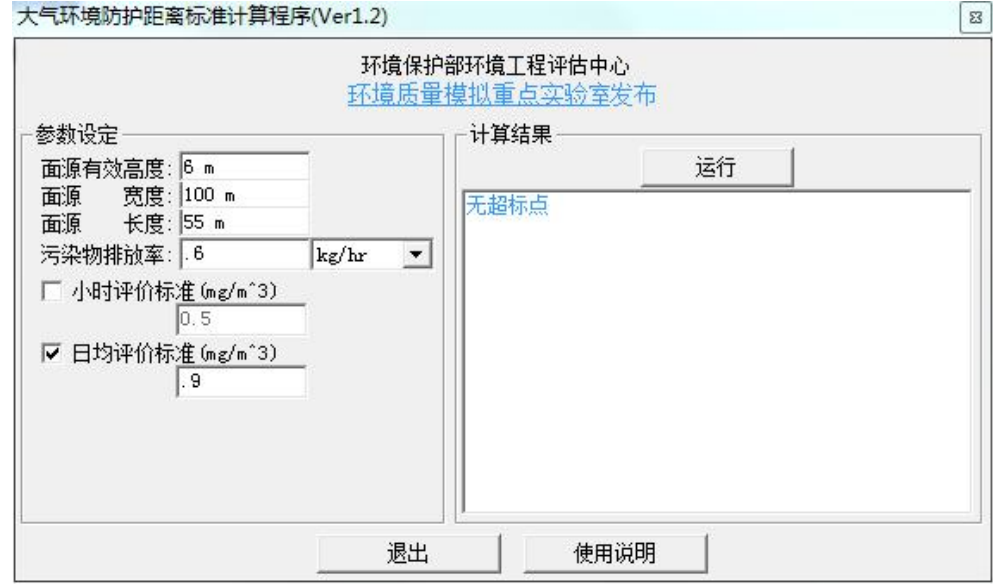 大气环境防护距离标准计算程序(Ver1.2)
环境保护部环境工程评估中心
环境质量模拟重点实验室发布
参数设定
面源有效高度: 6 m
面源 宽度: 100 m
面源 长度: 55 m
污染物排放率: .6 kg/hr
小时评价标准(mg/m^3)
0.5
日均评价标准(mg/m^3)
.9
计算结果
运行
无超标点
退出 使用说明